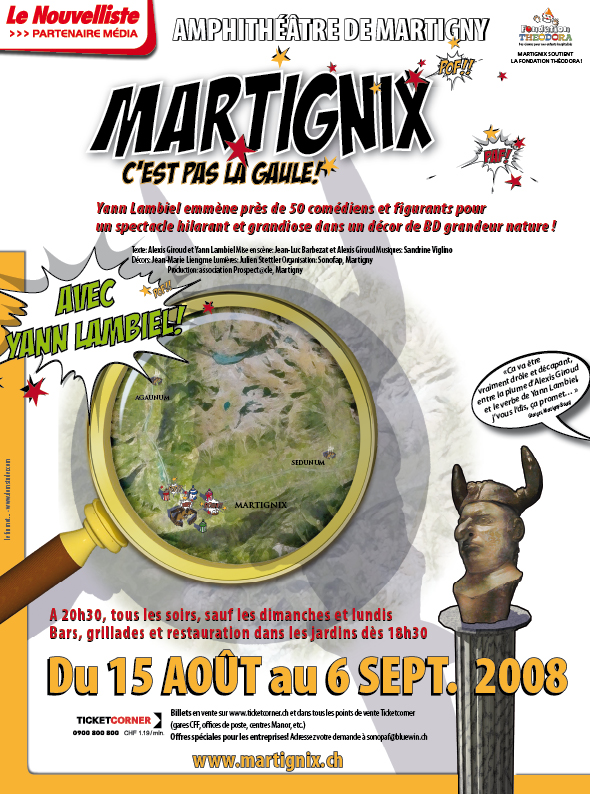 Le Nouvelliste
>>> PARTENAIRE MÉDIA
AMPHITHÉÂTRE DE MARTIGNY
Fondation
THEODORA
MARTIGNIX SOUTIENT
LA FONDATION THÉODORA !
POF!!
MARTIGNIX
C'EST PAS LA GAULE!
PAF!
Yann Lambiel emmène près de 50 comédiens et figurants pour
un spectacle hilarant et grandiose dans un décor de BD grandeur nature !
Texte: Alexis Giroud et Yann Lambiel Mise en scène: Jean-Luc Barbezat et Alexis Giroud Musiques: Sandrine Viglino
Décors: Jean-Marie Liengme Lumières: Julien Stettler Organisation: Sonofap, Martigny
Production: association Prospect@cle, Martigny
POF!!
AVEC
YANN LAMBIEL!
AGAUNUM
SEDUNUM
MARTIGNIX
«Ca va être
vraiment drôle et décapant,
entre la plume d'Alexis Giroud
et le verbe de Yann Lambiel,
j'vous l'dis, ça promet... »
A 20h30, tous les soirs, sauf les dimanches et lundis
Bars, grillades et restauration dans les jardins dès 18h30
Du 15 AOÛT au 6 SEPT. 2008
TICKETCORNER
0900 800 800 CHF 1.19 / min.
Billets en vente sur www.ticketcorner.ch et dans tous les points de vente Ticketcorner
(gares CFF, offices de poste, centres Manor, etc.)
Offres spéciales pour les entreprises! Adressez votre demande à sonopaf@bluewin.ch
www.martignix.ch